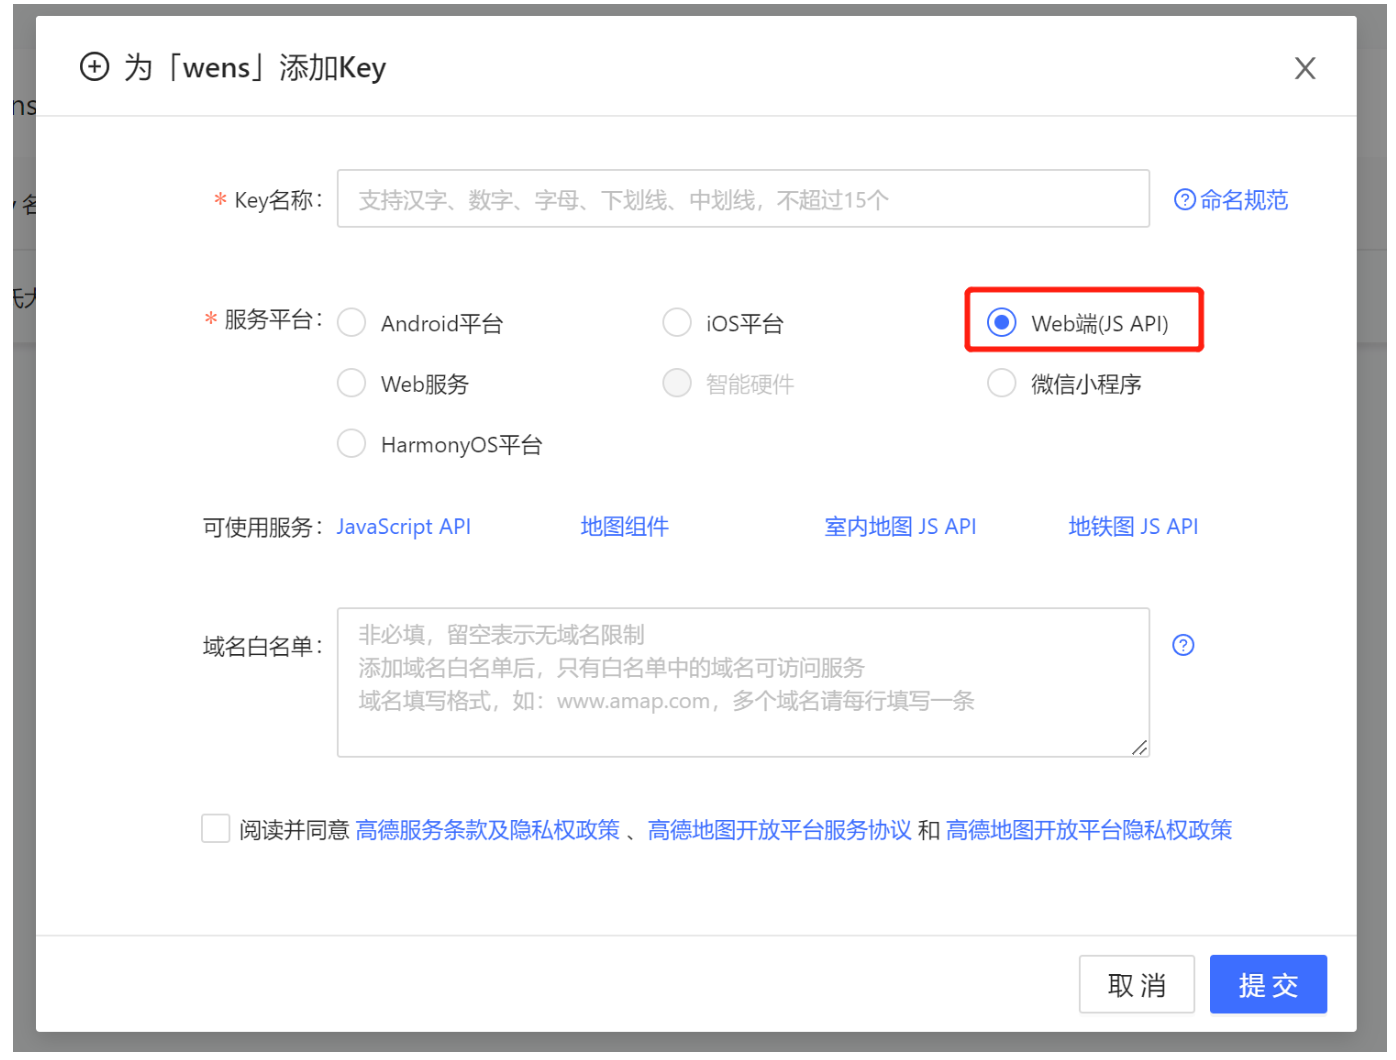 为「wens」添加Key
ns
* Key名称：
支持汉字、数字、字母、下划线、中划线，不超过15个
命名规范
名
* 服务平台：
Android平台
iOS平台
Web端(JS API)
Web服务
智能硬件
微信小程序
HarmonyOS平台
可使用服务：
JavaScript API
地图组件
室内地图 JS API
地铁图 JS API
域名白名单：
非必填，留空表示无域名限制
添加域名白名单后，只有白名单中的域名可访问服务
域名填写格式，如：www.amap.com，多个域名请每行填写一条
阅读并同意 高德服务条款及隐私权政策 、高德地图开放平台服务协议 和 高德地图开放平台隐私权政策
取 消
提 交